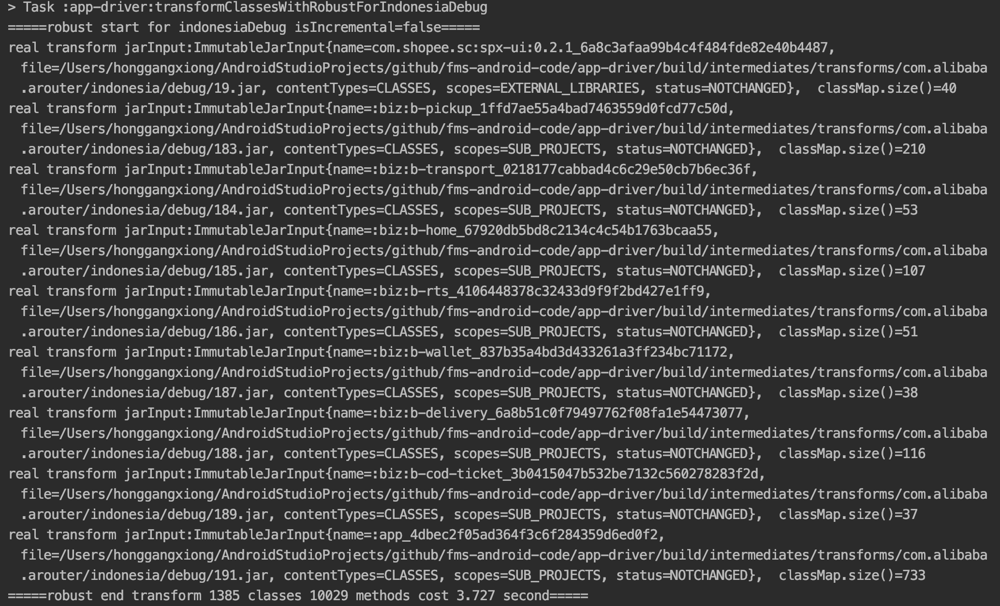 > Task :app-driver:transformClassesWithRobustForIndonesiaDebug
=====robust start for indonesiaDebug isIncremental=false=====
real transform jarInput:ImmutableJarInput{name=com.shopee.sc:spx-ui:0.2.1_6a8c3afaa99b4c4f484fde82e40b4487,
file=/Users/honggangxiong/AndroidStudioProjects/github/fms-android-code/app-driver/build/intermediates/transforms/com.alibaba
.arouter/indonesia/debug/19.jar, contentTypes=CLASSES, scopes=EXTERNAL_LIBRARIES, status=NOTCHANGED},  classMap.size()=40
real transform jarInput:ImmutableJarInput{name=:biz:b-pickup_1ffd7ae55a4bad7463559d0fcd77c50d,
file=/Users/honggangxiong/AndroidStudioProjects/github/fms-android-code/app-driver/build/intermediates/transforms/com.alibaba
.arouter/indonesia/debug/183.jar, contentTypes=CLASSES, scopes=SUB_PROJECTS, status=NOTCHANGED},  classMap.size()=210
real transform jarInput:ImmutableJarInput{name=:biz:b-transport_0218177cabbad4c6c29e50cb7b6ec36f,
file=/Users/honggangxiong/AndroidStudioProjects/github/fms-android-code/app-driver/build/intermediates/transforms/com.alibaba
.arouter/indonesia/debug/184.jar, contentTypes=CLASSES, scopes=SUB_PROJECTS, status=NOTCHANGED},  classMap.size()=53
real transform jarInput:ImmutableJarInput{name=:biz:b-home_67920db5bd8c2134c4c54b1763bcaa55,
file=/Users/honggangxiong/AndroidStudioProjects/github/fms-android-code/app-driver/build/intermediates/transforms/com.alibaba
.arouter/indonesia/debug/185.jar, contentTypes=CLASSES, scopes=SUB_PROJECTS, status=NOTCHANGED},  classMap.size()=107
real transform jarInput:ImmutableJarInput{name=:biz:b-rts_4106448378c32433d9f9f2bd427e1ff9,
file=/Users/honggangxiong/AndroidStudioProjects/github/fms-android-code/app-driver/build/intermediates/transforms/com.alibaba
.arouter/indonesia/debug/186.jar, contentTypes=CLASSES, scopes=SUB_PROJECTS, status=NOTCHANGED},  classMap.size()=51
real transform jarInput:ImmutableJarInput{name=:biz:b-wallet_837b35a4bd3d433261a3ff234bc71172,
file=/Users/honggangxiong/AndroidStudioProjects/github/fms-android-code/app-driver/build/intermediates/transforms/com.alibaba
.arouter/indonesia/debug/187.jar, contentTypes=CLASSES, scopes=SUB_PROJECTS, status=NOTCHANGED},  classMap.size()=38
real transform jarInput:ImmutableJarInput{name=:biz:b-delivery_6a8b51c0f79497762f08fa1e54473077,
file=/Users/honggangxiong/AndroidStudioProjects/github/fms-android-code/app-driver/build/intermediates/transforms/com.alibaba
.arouter/indonesia/debug/188.jar, contentTypes=CLASSES, scopes=SUB_PROJECTS, status=NOTCHANGED},  classMap.size()=116
real transform jarInput:ImmutableJarInput{name=:biz:b-cod-ticket_3b0415047b532be7132c560278283f2d,
file=/Users/honggangxiong/AndroidStudioProjects/github/fms-android-code/app-driver/build/intermediates/transforms/com.alibaba
.arouter/indonesia/debug/189.jar, contentTypes=CLASSES, scopes=SUB_PROJECTS, status=NOTCHANGED},  classMap.size()=37
real transform jarInput:ImmutableJarInput{name=:app_4dbec2f05ad364f3c6f284359d6ed0f2,
file=/Users/honggangxiong/AndroidStudioProjects/github/fms-android-code/app-driver/build/intermediates/transforms/com.alibaba
.arouter/indonesia/debug/191.jar, contentTypes=CLASSES, scopes=SUB_PROJECTS, status=NOTCHANGED},  classMap.size()=733
=====robust end transform 1385 classes 10029 methods cost 3.727 second=====